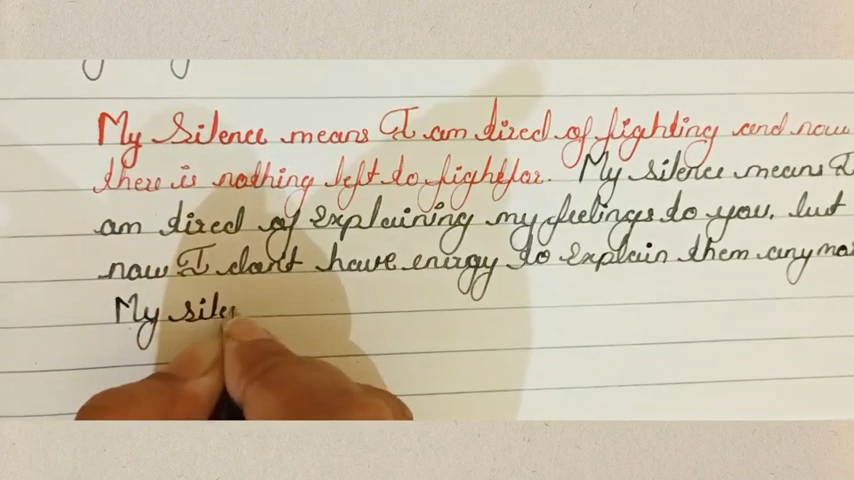 My Silence means I am tired of fighting and now
there is nothing left to fight for. My silence means I
am tired of Explaining my feelings to you. but
now I don't have energy to Explain them anymo
My sile